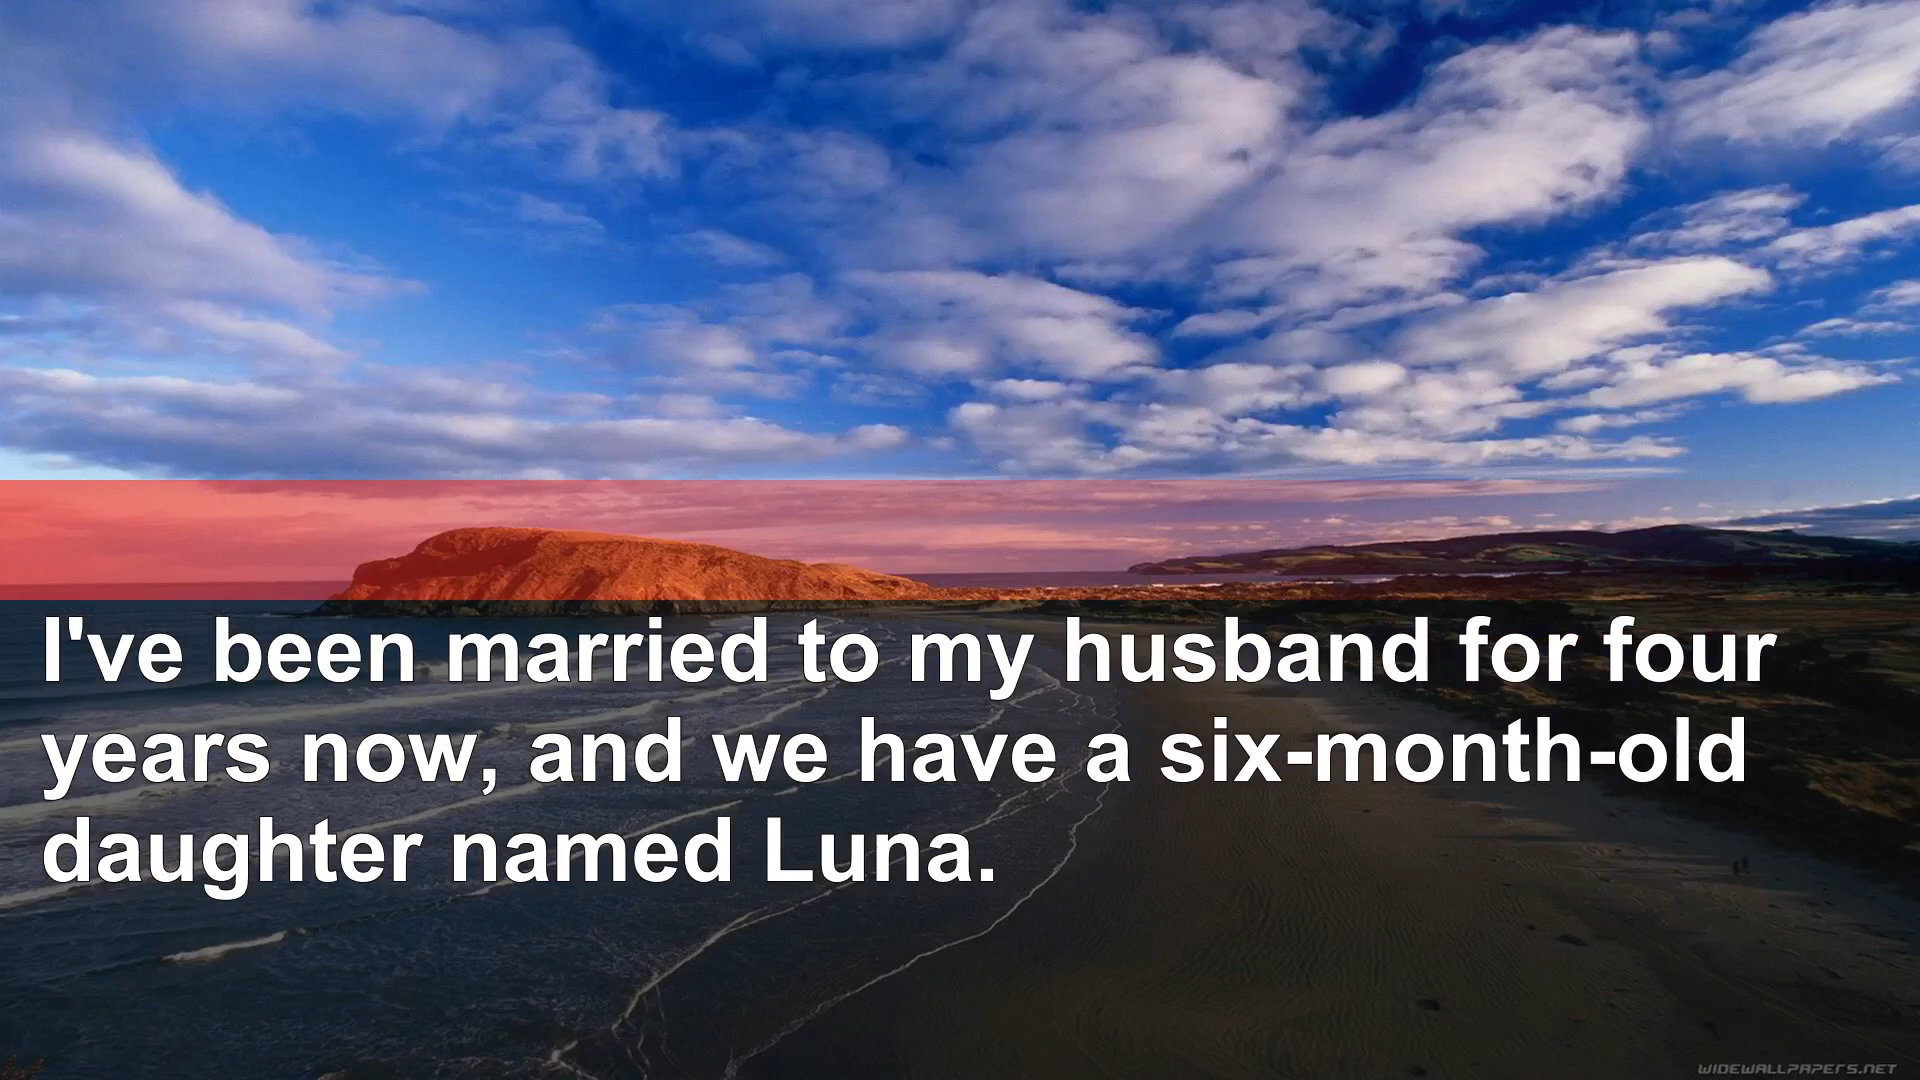 I've been married to my husband for four
years now, and we have a six-month-old
daughter named Luna.
WIDEWALLPAPERS.NET